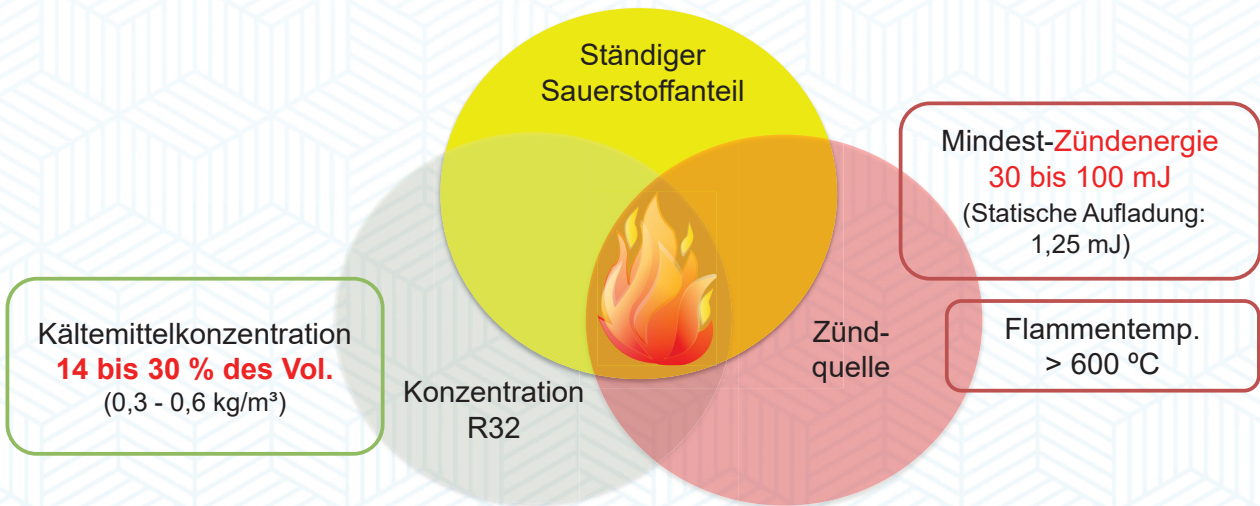 Ständiger
Sauerstoffanteil
Mindest-Zündenergie
30 bis 100 mJ
(Statische Aufladung:
1,25 mJ)
Kältemittelkonzentration
14 bis 30 % des Vol.
(0,3 - 0,6 kg/m³)
Konzentration
R32
Zünd-
quelle
Flammentemp.
> 600 ºC